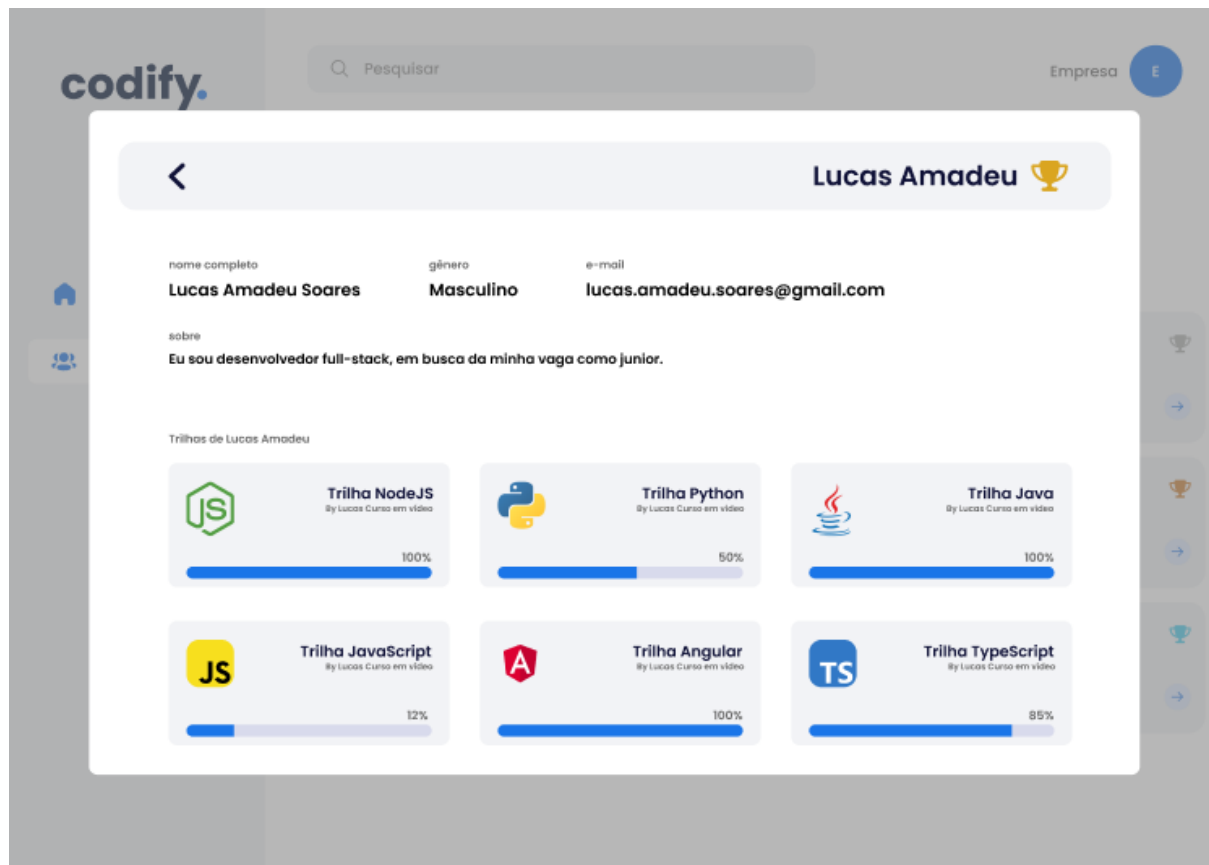 codify.
Pesquisar
Empresa
E
Lucas Amadeu
nome completo
Lucas Amadeu Soares
gênero
Masculino
e-mail
lucas.amadeu.soares@gmail.com
sobre
Eu sou desenvolvedor full-stack, em busca da minha vaga como junior.
Trilhas de Lucas Amadeu
JS
Trilha NodeJS
By Lucas Curso em vídeo
100%
Trilha Python
By Lucas Curso em vídeo
50%
Java
Trilha Java
By Lucas Curso em vídeo
100%
JS
Trilha JavaScript
By Lucas Curso em vídeo
12%
A
Trilha Angular
By Lucas Curso em vídeo
100%
TS
Trilha TypeScript
By Lucas Curso em vídeo
85%